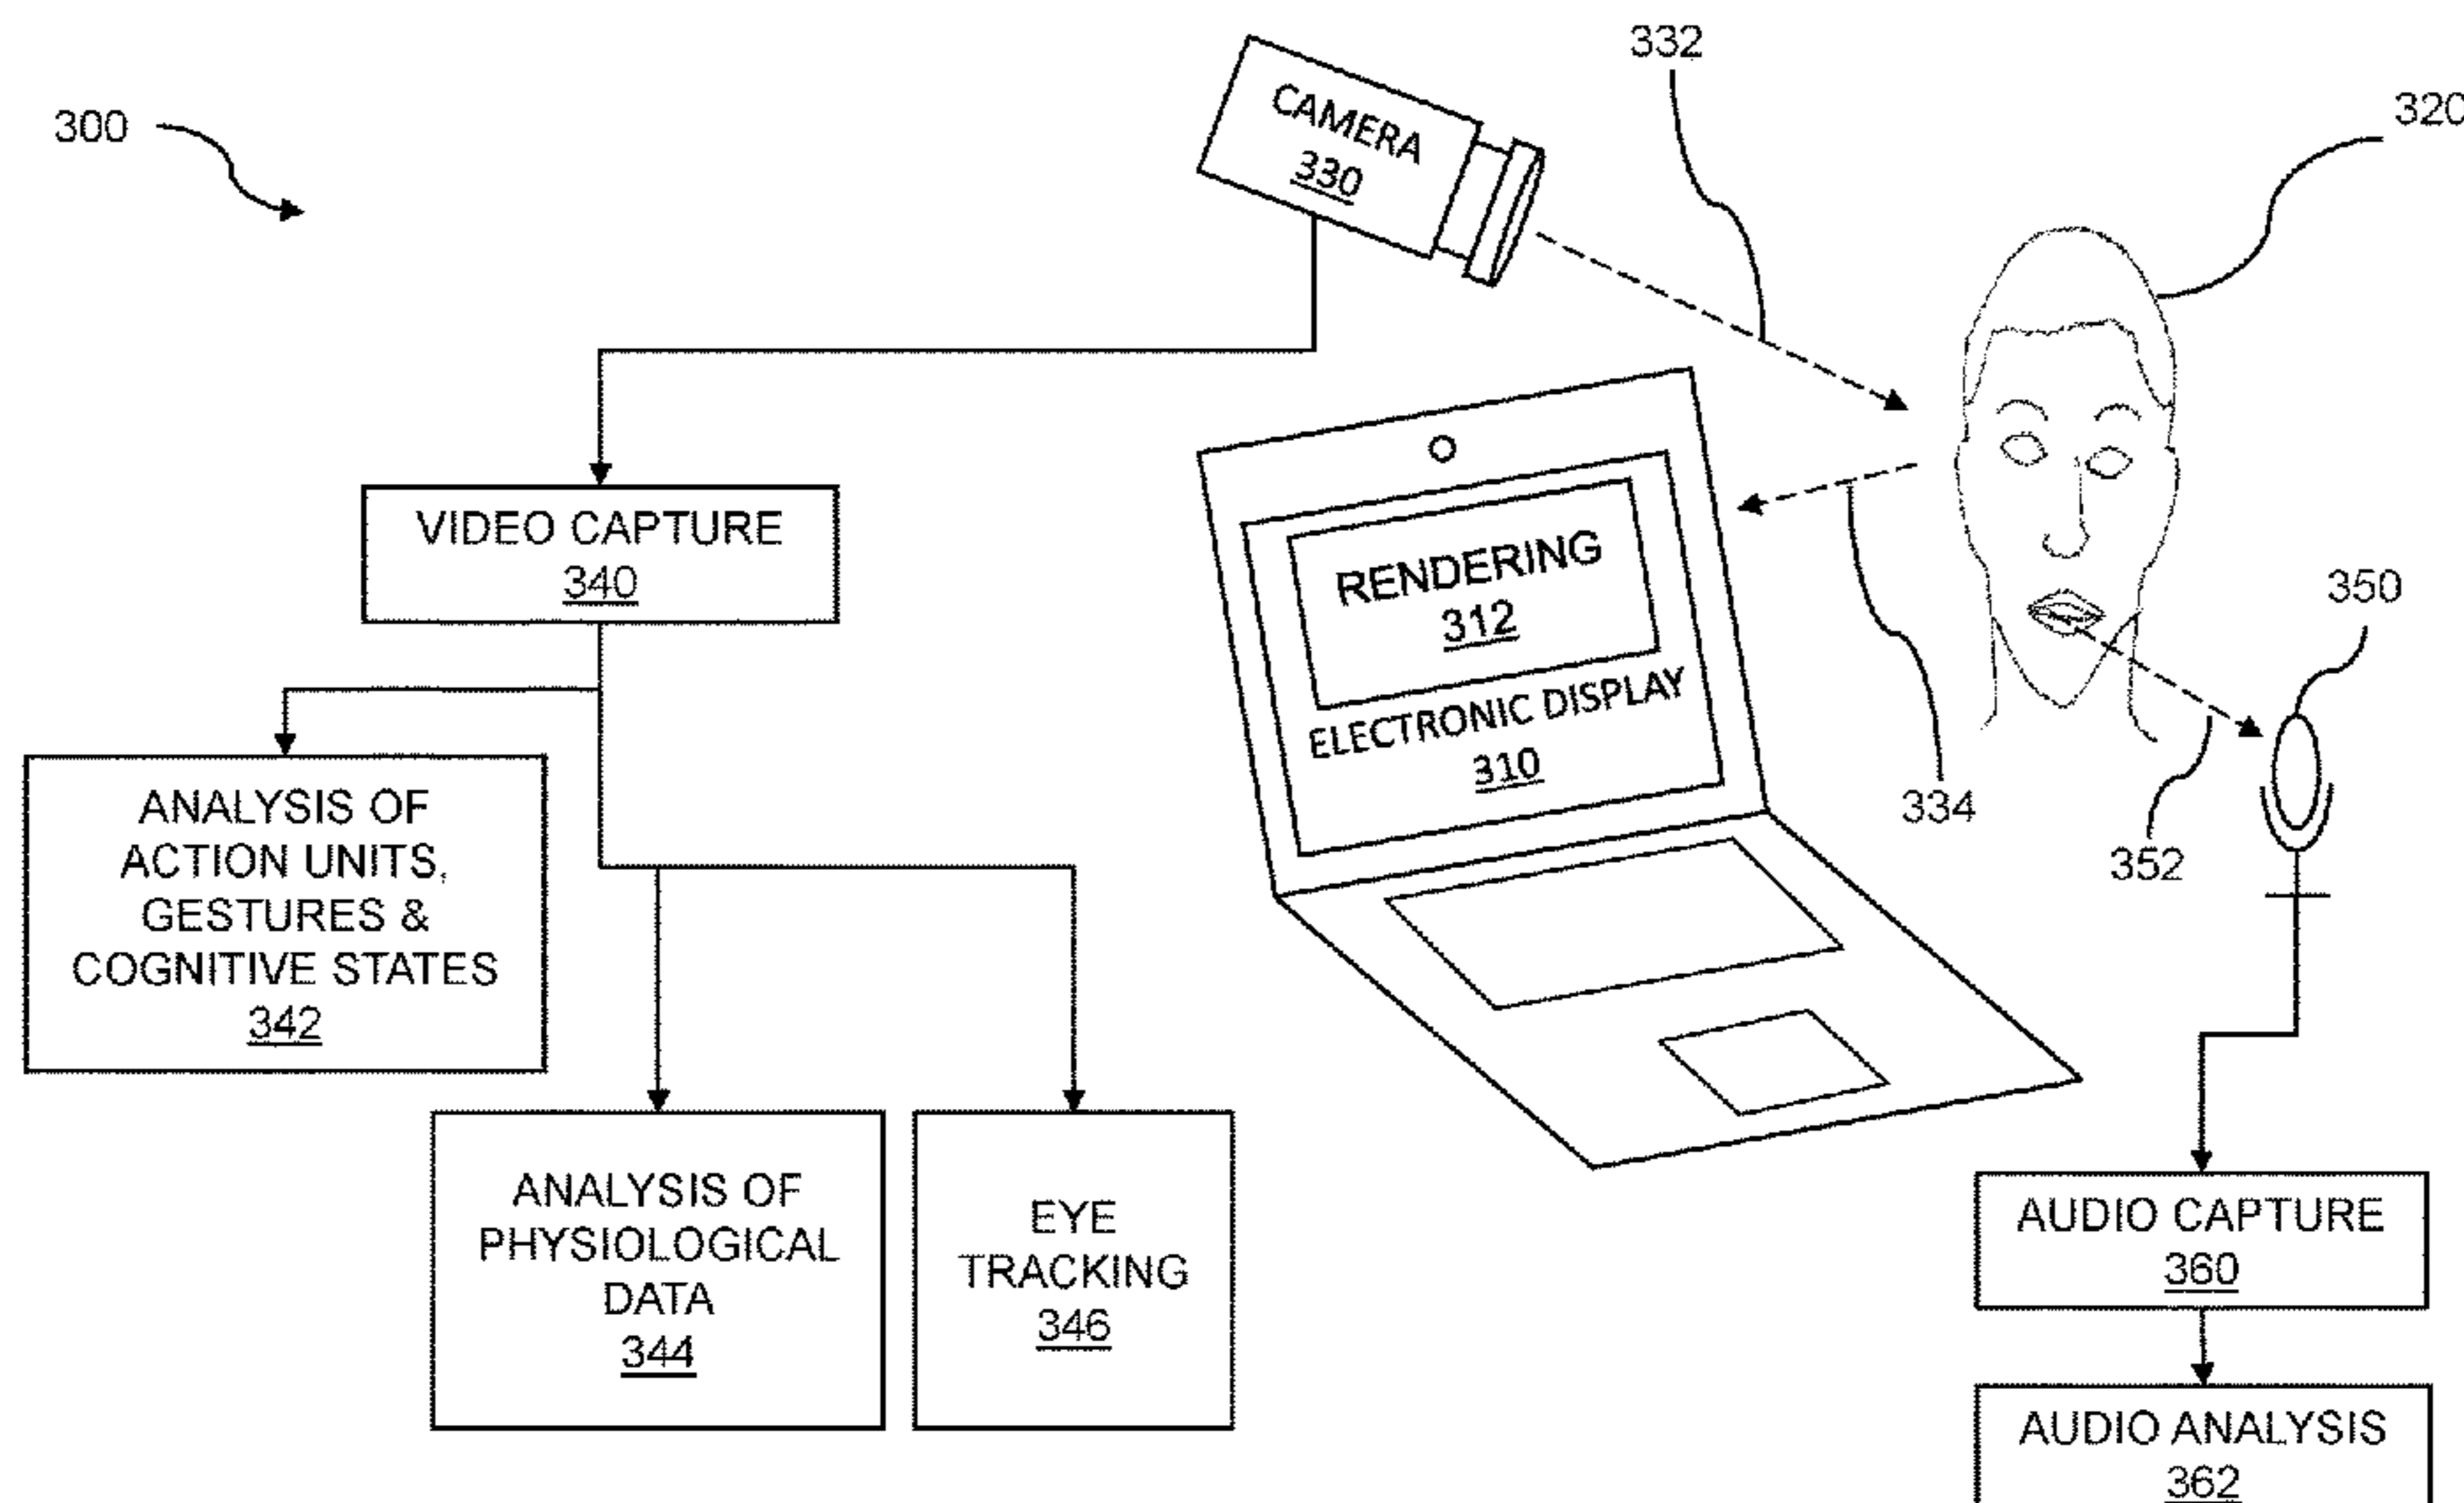 332
320
300
CAMERA
330
VIDEO CAPTURE
340
RENDERING
312
ELECTRONIC DISPLAY
310
350
334
352
ANALYSIS OF
ACTION UNITS,
GESTURES &
COGNITIVE STATES
342
ANALYSIS OF
PHYSIOLOGICAL
DATA
344
EYE
TRACKING
346
AUDIO CAPTURE
360
AUDIO ANALYSIS
362